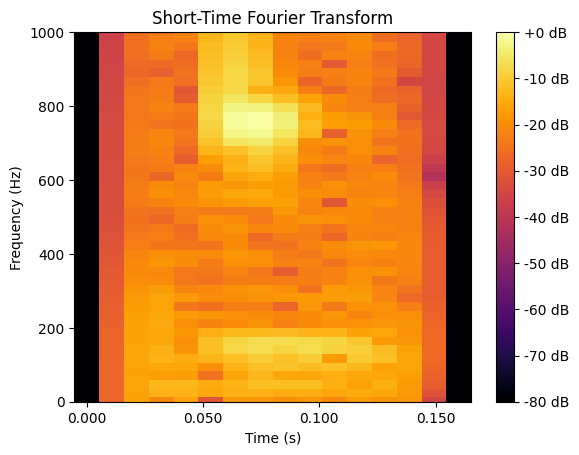 Short-Time Fourier Transform
Frequency (Hz)
1000
800
600
400
200
0
0.000
0.050
0.100
0.150
Time (s)
+0 dB
-10 dB
-20 dB
-30 dB
-40 dB
-50 dB
-60 dB
-70 dB
-80 dB